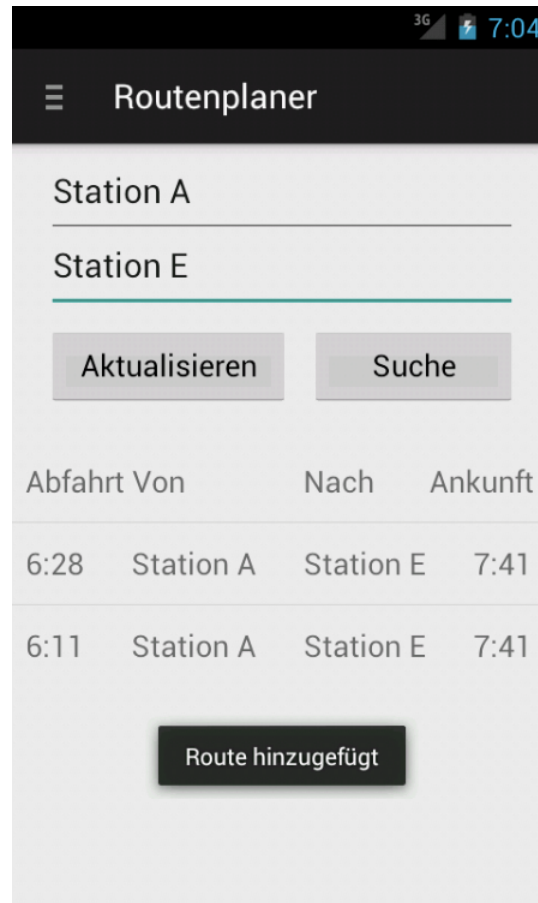 3G 7:04
Routenplaner
Station A
Station E
Aktualisieren Suche
Abfahrt Von Nach Ankunft
6:28 Station A Station E 7:41
6:11 Station A Station E 7:41
Route hinzugefügt